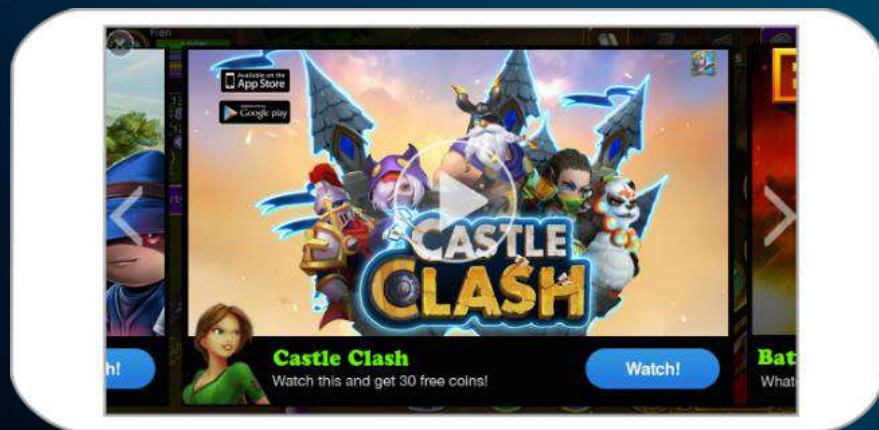 Fien
Available on the
App Store
Google play
CASTLE
CLASH
h!
Castle Clash
Watch this and get 30 free coins!
Watch!
Bat
What